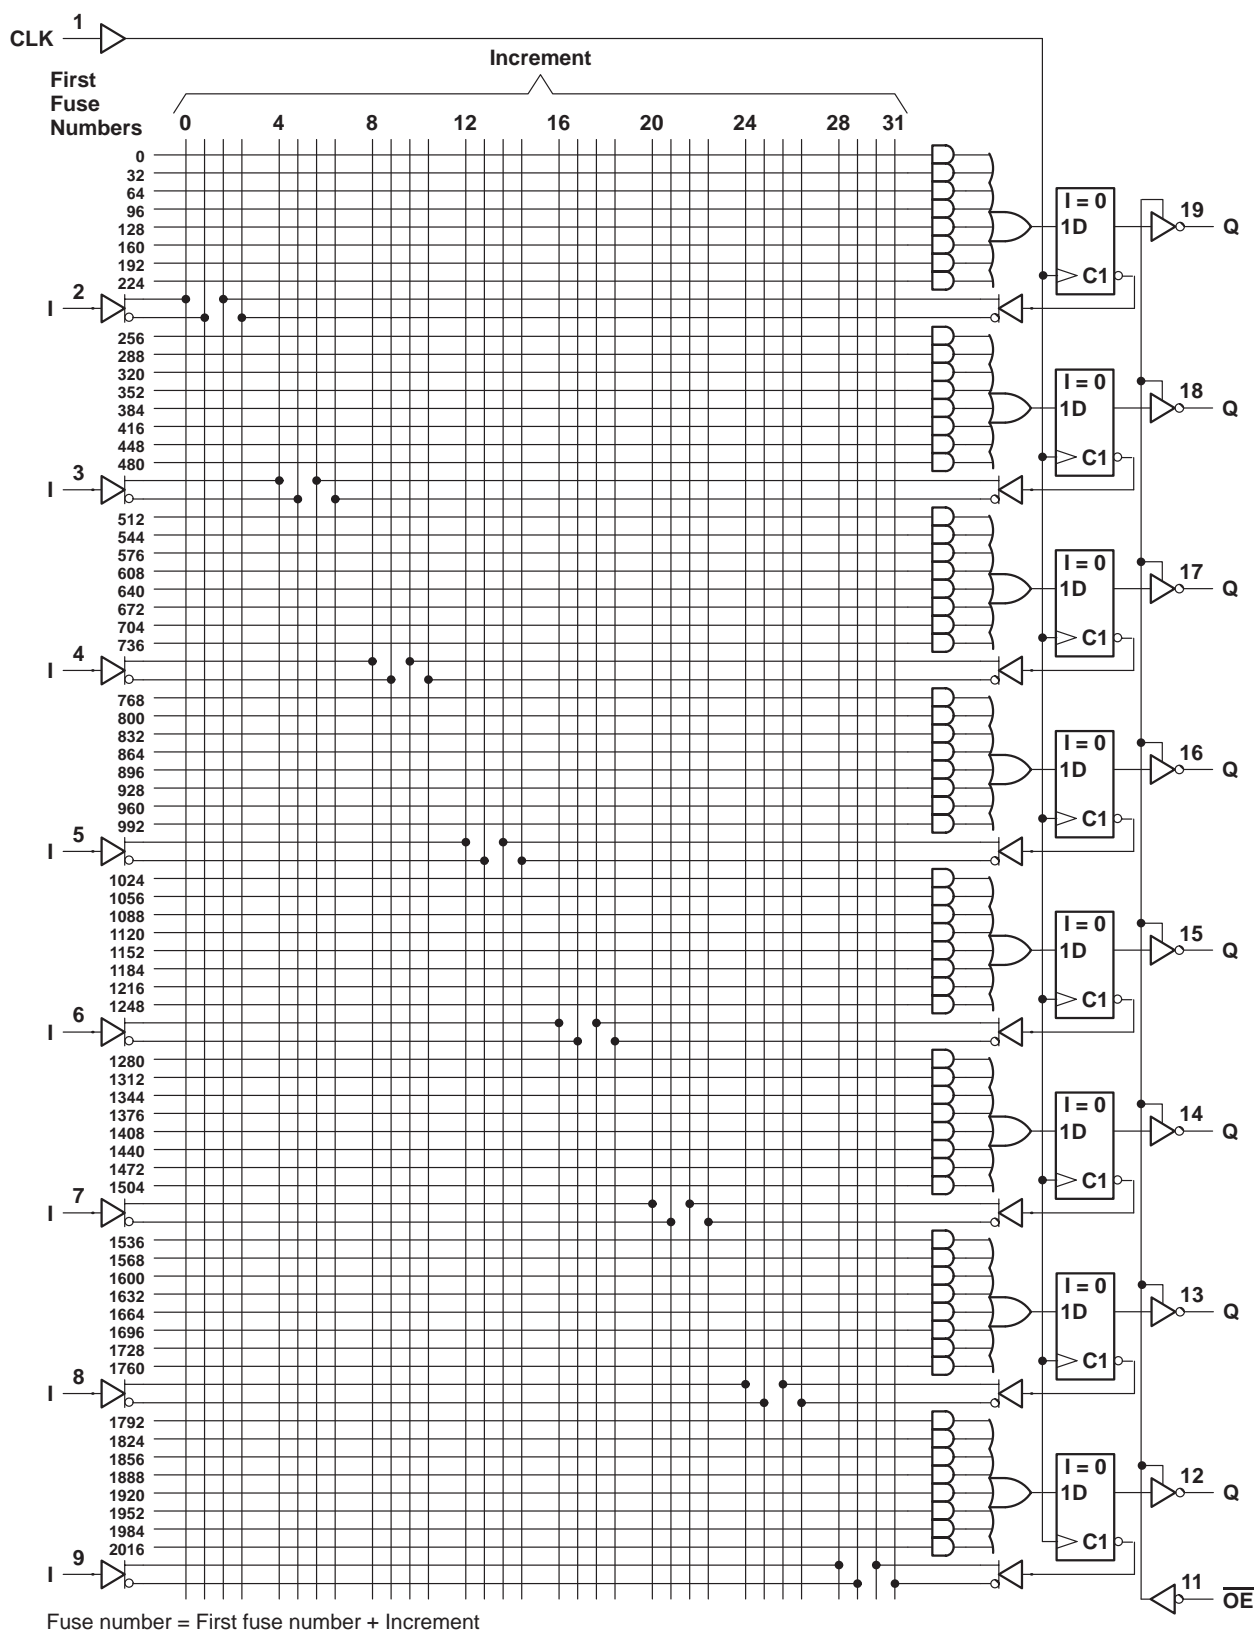 CLK 1
Increment
First
Fuse
Numbers
0 4 8 12 16 20 24 28 31
0
32
64
96
128
160
192
224
I = 0
1D
C1
19 Q
I 2
256
288
320
352
384
416
448
480
I = 0
1D
C1
18 Q
I 3
512
544
576
608
640
672
704
736
I = 0
1D
C1
17 Q
I 4
768
800
832
864
896
928
960
992
I = 0
1D
C1
16 Q
I 5
1024
1056
1088
1120
1152
1184
1216
1248
I = 0
1D
C1
15 Q
I 6
1280
1312
1344
1376
1408
1440
1472
1504
I = 0
1D
C1
14 Q
I 7
1536
1568
1600
1632
1664
1696
1728
1760
I = 0
1D
C1
13 Q
I 8
1792
1824
1856
1888
1920
1952
1984
2016
I = 0
1D
C1
12 Q
I 9
11 O̅E̅
Fuse number = First fuse number + Increment